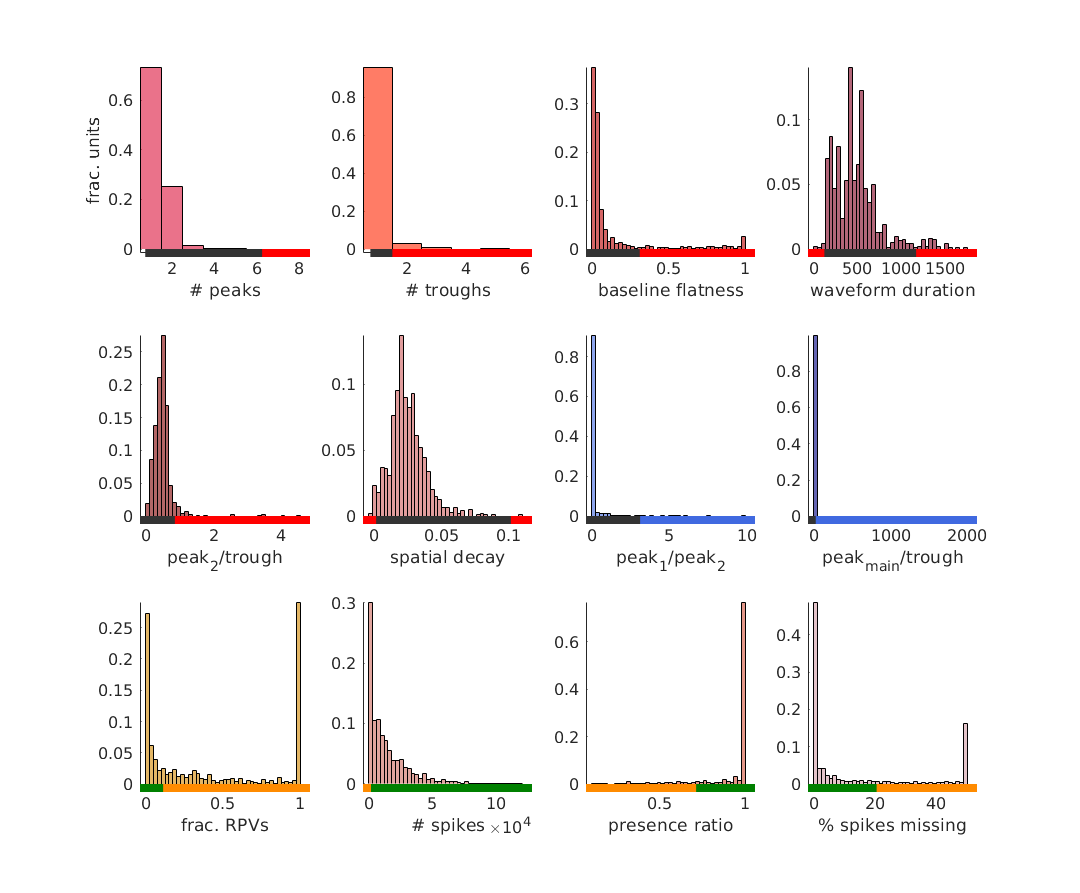 frac. units
0.6
0.4
0.2
0
2 4 6 8
# peaks
0.8
0.6
0.4
0.2
0
2 4 6
# troughs
0.3
0.2
0.1
0
0 0.5 1
baseline flatness
0.1
0.05
0
0 500 1000 1500
waveform duration
0.25
0.2
0.15
0.1
0.05
0
0 2 4
peak2/trough
0.1
0.05
0
0 0.05 0.1
spatial decay
0.8
0.6
0.4
0.2
0
0 5 10
peak1/peak2
0.8
0.6
0.4
0.2
0
0 1000 2000
peakmain/trough
0.25
0.2
0.15
0.1
0.05
0
0 0.5 1
frac. RPVs
0.3
0.2
0.1
0
5 10
# spikes ×10^4
0.6
0.4
0.2
0
0.5 1
presence ratio
0.4
0.3
0.2
0.1
0
0 20 40
% spikes missing